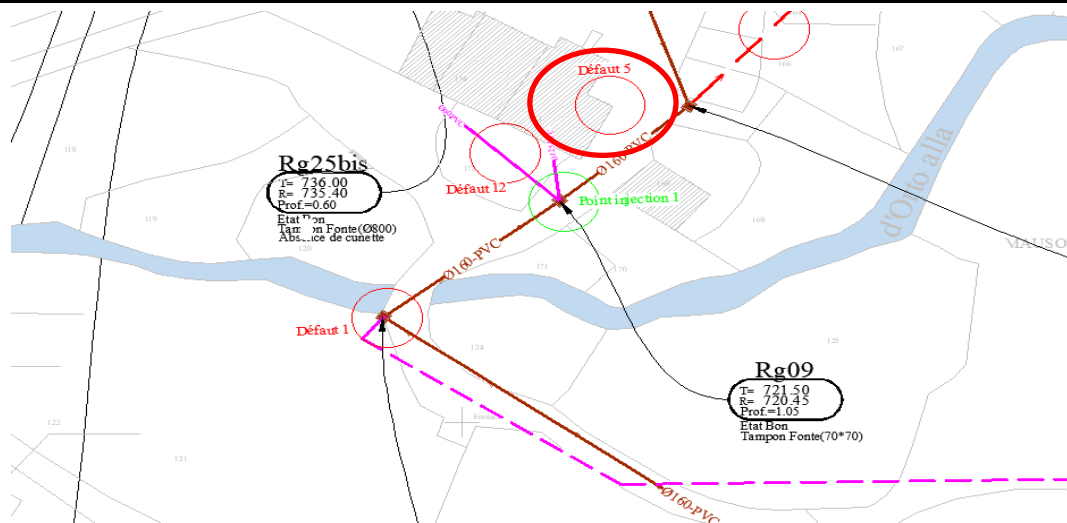 167
166
Défaut 5
118
Ø160-PVC
Rg25bis
T= 736.00
R= 735.40
Prof.=0.60
Etat Bon
Tampon Fonte(Ø800)
Absence de cunette
Défaut 12
Point injection 1
d'Orto alla
119
168
120
MAUSO
Ø160-PVC
171
170
Défaut 1
124
125
Rg09
T= 721.50
R= 720.45
Prof.=1.05
Etat Bon
Tampon Fonte(70*70)
122
121
Ø160-PVC